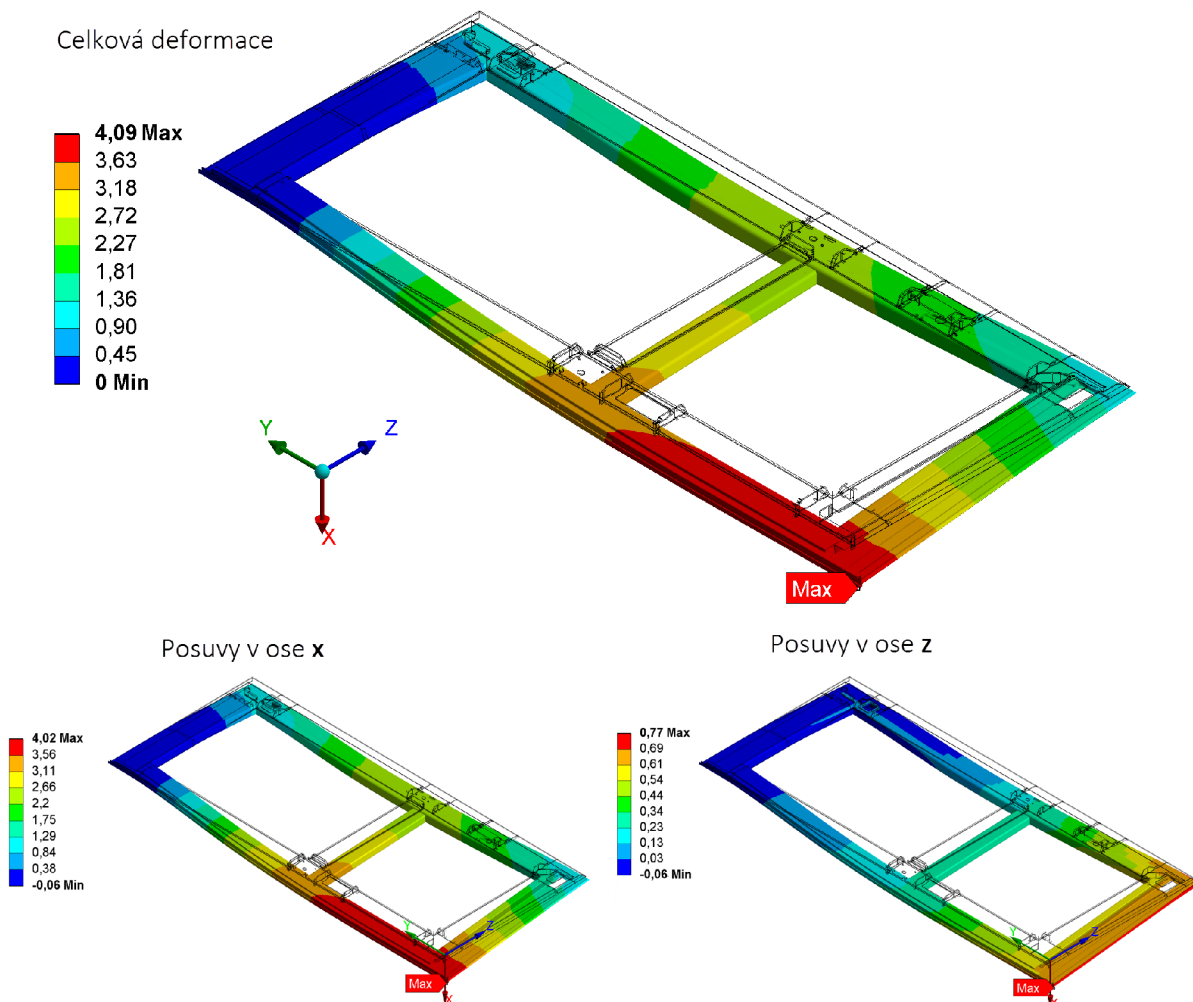 Celková deformace
4,09 Max
3,63
3,18
2,72
2,27
1,81
1,36
0,90
0,45
0 Min
Y
Z
X
Max
Posuvy v ose x
Posuvy v ose z
4,02 Max
3,56
3,11
2,66
2,2
1,75
1,29
0,84
0,38
-0,06 Min
Y
Z
Max
X
0,77 Max
0,69
0,61
0,54
0,44
0,34
0,23
0,13
0,03
-0,06 Min
Y
Z
Max
X